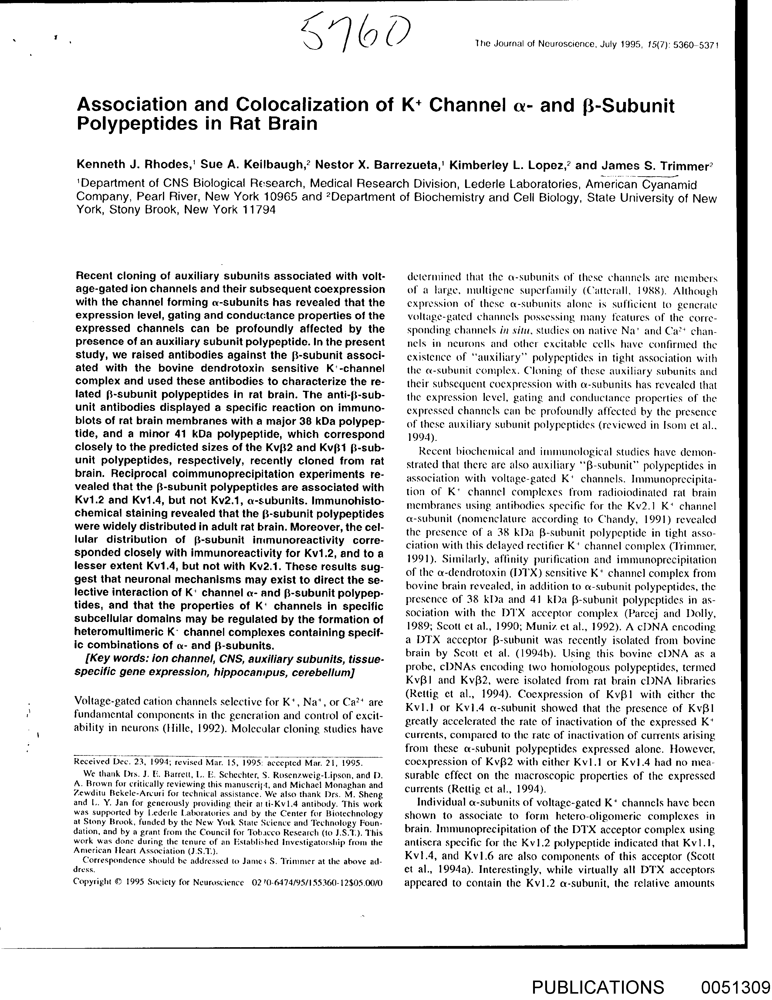 5760
The Journal of Neuroscience, July 1995, 15(7): 5360-5371
Association and Colocalization of K⁺ Channel α- and β-Subunit
Polypeptides in Rat Brain
Kenneth J. Rhodes,¹ Sue A. Keilbaugh,² Nestor X. Barrezueta,¹ Kimberley L. Lopez,² and James S. Trimmer²
¹Department of CNS Biological Research, Medical Research Division, Lederle Laboratories, American Cyanamid
Company, Pearl River, New York 10965 and ²Department of Biochemistry and Cell Biology, State University of New
York, Stony Brook, New York 11794
Recent cloning of auxiliary subunits associated with volt-
age-gated ion channels and their subsequent coexpression
with the channel forming α-subunits has revealed that the
expression level, gating and conductance properties of the
expressed channels can be profoundly affected by the
presence of an auxiliary subunit polypeptide. In the present
study, we raised antibodies against the β-subunit associ-
ated with the bovine dendrotoxin sensitive K⁺-channel
complex and used these antibodies to characterize the re-
lated β-subunit polypeptides in rat brain. The anti-β-sub-
unit antibodies displayed a specific reaction on immuno-
blots of rat brain membranes with a major 38 kDa polypep-
tide, and a minor 41 kDa polypeptide, which correspond
closely to the predicted sizes of the Kvβ2 and Kvβ1 β-sub-
unit polypeptides, respectively, recently cloned from rat
brain. Reciprocal coimmunoprecipitation experiments re-
vealed that the β-subunit polypeptides are associated with
Kv1.2 and Kv1.4, but not Kv2.1, α-subunits. Immunohisto-
chemical staining revealed that the β-subunit polypeptides
were widely distributed in adult rat brain. Moreover, the cel-
lular distribution of β-subunit immunoreactivity corre-
sponded closely with immunoreactivity for Kv1.2, and to a
lesser extent Kv1.4, but not with Kv2.1. These results sug-
gest that neuronal mechanisms may exist to direct the se-
lective interaction of K⁺ channel α- and β-subunit polypep-
tides, and that the properties of K⁺ channels in specific
subcellular domains may be regulated by the formation of
heteromultimeric K⁺ channel complexes containing specif-
ic combinations of α- and β-subunits.
[Key words: ion channel, CNS, auxiliary subunits, tissue-
specific gene expression, hippocampus, cerebellum]
Voltage-gated cation channels selective for K⁺, Na⁺, or Ca²⁺ are
fundamental components in the generation and control of excit-
ability in neurons (Hille, 1992). Molecular cloning studies have
Received Dec. 23, 1994; revised Mar. 15, 1995; accepted Mar. 21, 1995.
We thank Drs. J. E. Barrett, L. E. Schechter, S. Rosenzweig-Lipson, and D.
A. Brown for critically reviewing this manuscript, and Michael Monaghan and
Zewditu Bekele-Arcuri for technical assistance. We also thank Drs. M. Sheng
and L. Y. Jan for generously providing their anti-Kv1.4 antibody. This work
was supported by Lederle Laboratories and by the Center for Biotechnology
at Stony Brook, funded by the New York State Science and Technology Foun-
dation, and by a grant from the Council for Tobacco Research (to J.S.T.). This
work was done during the tenure of an Established Investigatorship from the
American Heart Association (J.S.T.).
Correspondence should be addressed to James S. Trimmer at the above ad-
dress.
Copyright © 1995 Society for Neuroscience 0270-6474/95/155360-12$05.00/0
determined that the α-subunits of these channels are members
of a large, multigene superfamily (Catterall, 1988). Although
expression of these α-subunits alone is sufficient to generate
voltage-gated channels possessing many features of the corre-
sponding channels in situ, studies on native Na⁺ and Ca²⁺ chan-
nels in neurons and other excitable cells have confirmed the
existence of "auxiliary" polypeptides in tight association with
the α-subunit complex. Cloning of these auxiliary subunits and
their subsequent coexpression with α-subunits has revealed that
the expression level, gating and conductance properties of the
expressed channels can be profoundly affected by the presence
of these auxiliary subunit polypeptides (reviewed in Isom et al.,
1994).
Recent biochemical and immunological studies have demon-
strated that there are also auxiliary "β-subunit" polypeptides in
association with voltage-gated K⁺ channels. Immunoprecipita-
tion of K⁺ channel complexes from radioiodinated rat brain
membranes using antibodies specific for the Kv2.1 K⁺ channel
α-subunit (nomenclature according to Chandy, 1991) revealed
the presence of a 38 kDa β-subunit polypeptide in tight asso-
ciation with this delayed rectifier K⁺ channel complex (Trimmer,
1991). Similarly, affinity purification and immunoprecipitation
of the α-dendrotoxin (DTX) sensitive K⁺ channel complex from
bovine brain revealed, in addition to α-subunit polypeptides, the
presence of 38 kDa and 41 kDa β-subunit polypeptides in as-
sociation with the DTX acceptor complex (Parcej and Dolly,
1989; Scott et al., 1990; Muniz et al., 1992). A cDNA encoding
a DTX acceptor β-subunit was recently isolated from bovine
brain by Scott et al. (1994b). Using this bovine cDNA as a
probe, cDNAs encoding two homologous polypeptides, termed
Kvβ1 and Kvβ2, were isolated from rat brain cDNA libraries
(Rettig et al., 1994). Coexpression of Kvβ1 with either the
Kv1.1 or Kv1.4 α-subunit showed that the presence of Kvβ1
greatly accelerated the rate of inactivation of the expressed K⁺
currents, compared to the rate of inactivation of currents arising
from these α-subunit polypeptides expressed alone. However,
coexpression of Kvβ2 with either Kv1.1 or Kv1.4 had no mea-
surable effect on the macroscopic properties of the expressed
currents (Rettig et al., 1994).
Individual α-subunits of voltage-gated K⁺ channels have been
shown to associate to form hetero-oligomeric complexes in
brain. Immunoprecipitation of the DTX acceptor complex using
antisera specific for the Kv1.2 polypeptide indicated that Kv1.1,
Kv1.4, and Kv1.6 are also components of this acceptor (Scott
et al., 1994a). Interestingly, while virtually all DTX acceptors
appeared to contain the Kv1.2 α-subunit, the relative amounts
PUBLICATIONS 0051309